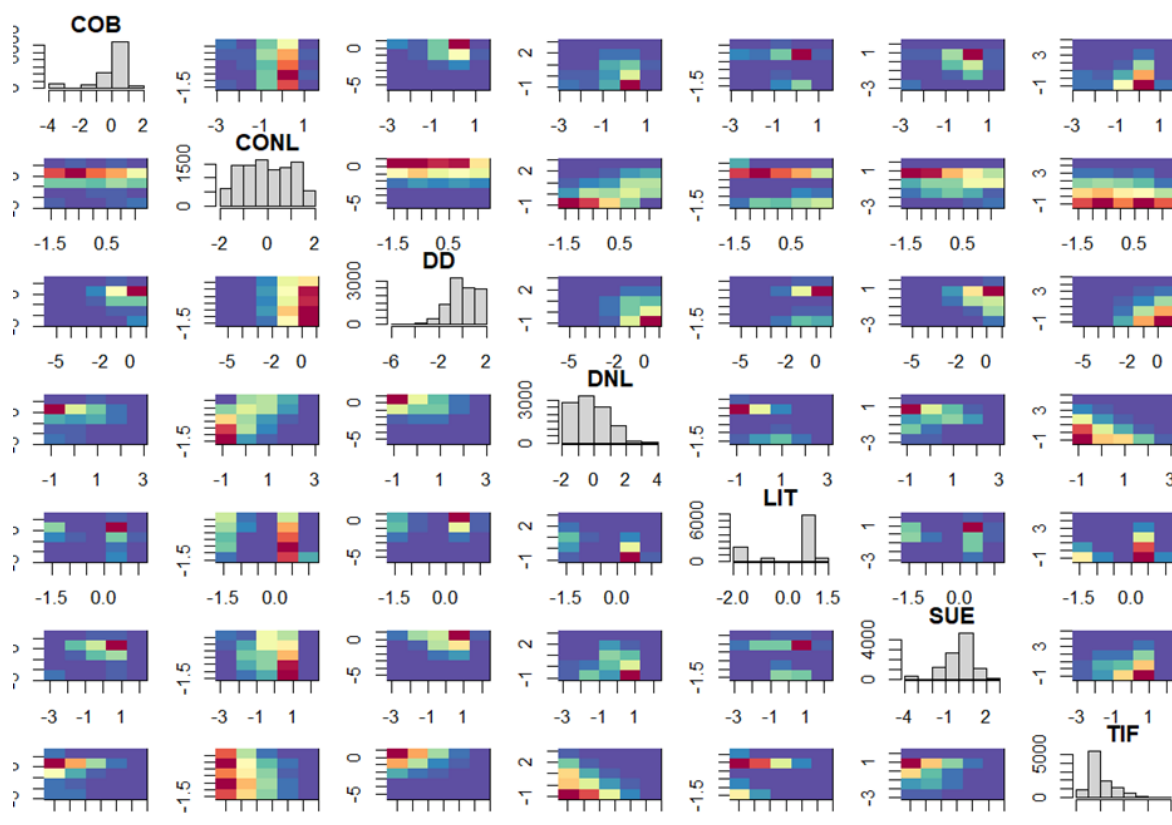 COB
-1.5 0 -5 2 -1 -1.5 1 -3 3 -1
-4 -2 0 2 -3 -1 1 -3 -1 1 -3 -1 1 -3 -1 1 -3 -1 1 -3 -1 1
CONL
1500 0 0 -5 2 -1 -1.5 1 -3 3 -1
-1.5 0.5 -2 0 2 -1.5 0.5 -1.5 0.5 -1.5 0.5 -1.5 0.5 -1.5 0.5
DD
-1.5 3000 0 2 -1 -1.5 1 -3 3 -1
-5 -2 0 -5 -2 0 -6 -2 2 -5 -2 0 -5 -2 0 -5 -2 0 -5 -2 0
DNL
-1.5 0 -5 3000 0 -1.5 1 -3 3 -1
-1 1 3 -1 1 3 -1 1 3 -2 0 2 4 -1 1 3 -1 1 3 -1 1 3
LIT
-1.5 0 -5 2 -1 6000 0 1 -3 3 -1
-1.5 0.0 -1.5 0.0 -1.5 0.0 -1.5 0.0 -2.0 0.0 1.5 -1.5 0.0 -1.5 0.0
SUE
-1.5 0 -5 2 -1 -1.5 4000 0 3 -1
-3 -1 1 -3 -1 1 -3 -1 1 -3 -1 1 -3 -1 1 -4 -1 2 -3 -1 1
TIF
-1.5 0 -5 2 -1 -1.5 1 -3 5000 0